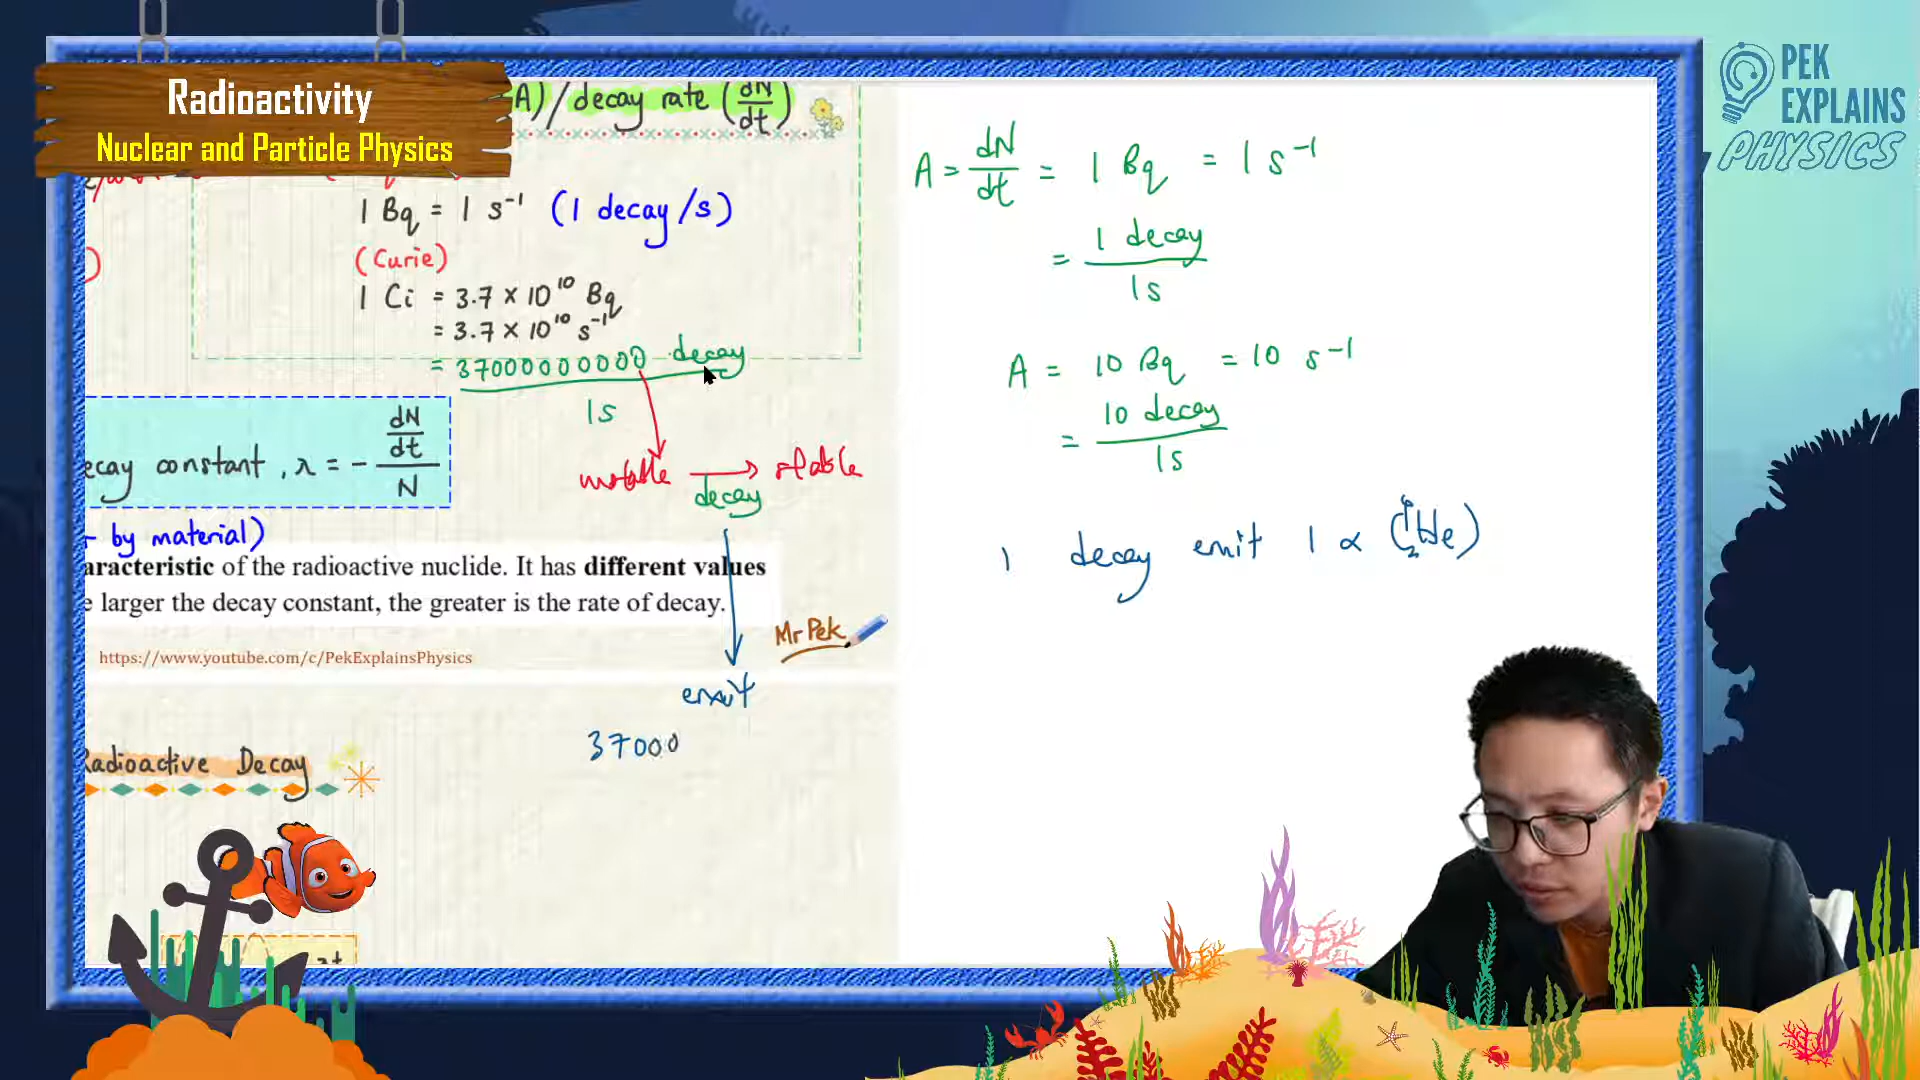 Radioactivity
Nuclear and Particle Physics
PEK
EXPLAINS
PHYSICS
A)/decay rate (dN/dt)
1 Bq = 1 s⁻¹ (1 decay/s)
(Curie)
1 Ci = 3.7 × 10¹⁰ Bq
= 3.7 × 10¹⁰ s⁻¹
= 37000000000 decay
1s
unstable → stable
decay
ecay constant, λ = - (dN/dt)/N
by material)
aracteristic of the radioactive nuclide. It has different values
e larger the decay constant, the greater is the rate of decay.
Mr Pek
https://www.youtube.com/c/PekExplainsPhysics
emit
37000
Radioactive Decay
A = dN/dt = 1 Bq = 1 s⁻¹
= 1 decay / 1s
A = 10 Bq = 10 s⁻¹
= 10 decay / 1s
1 decay emit 1 α (⁴₂He)